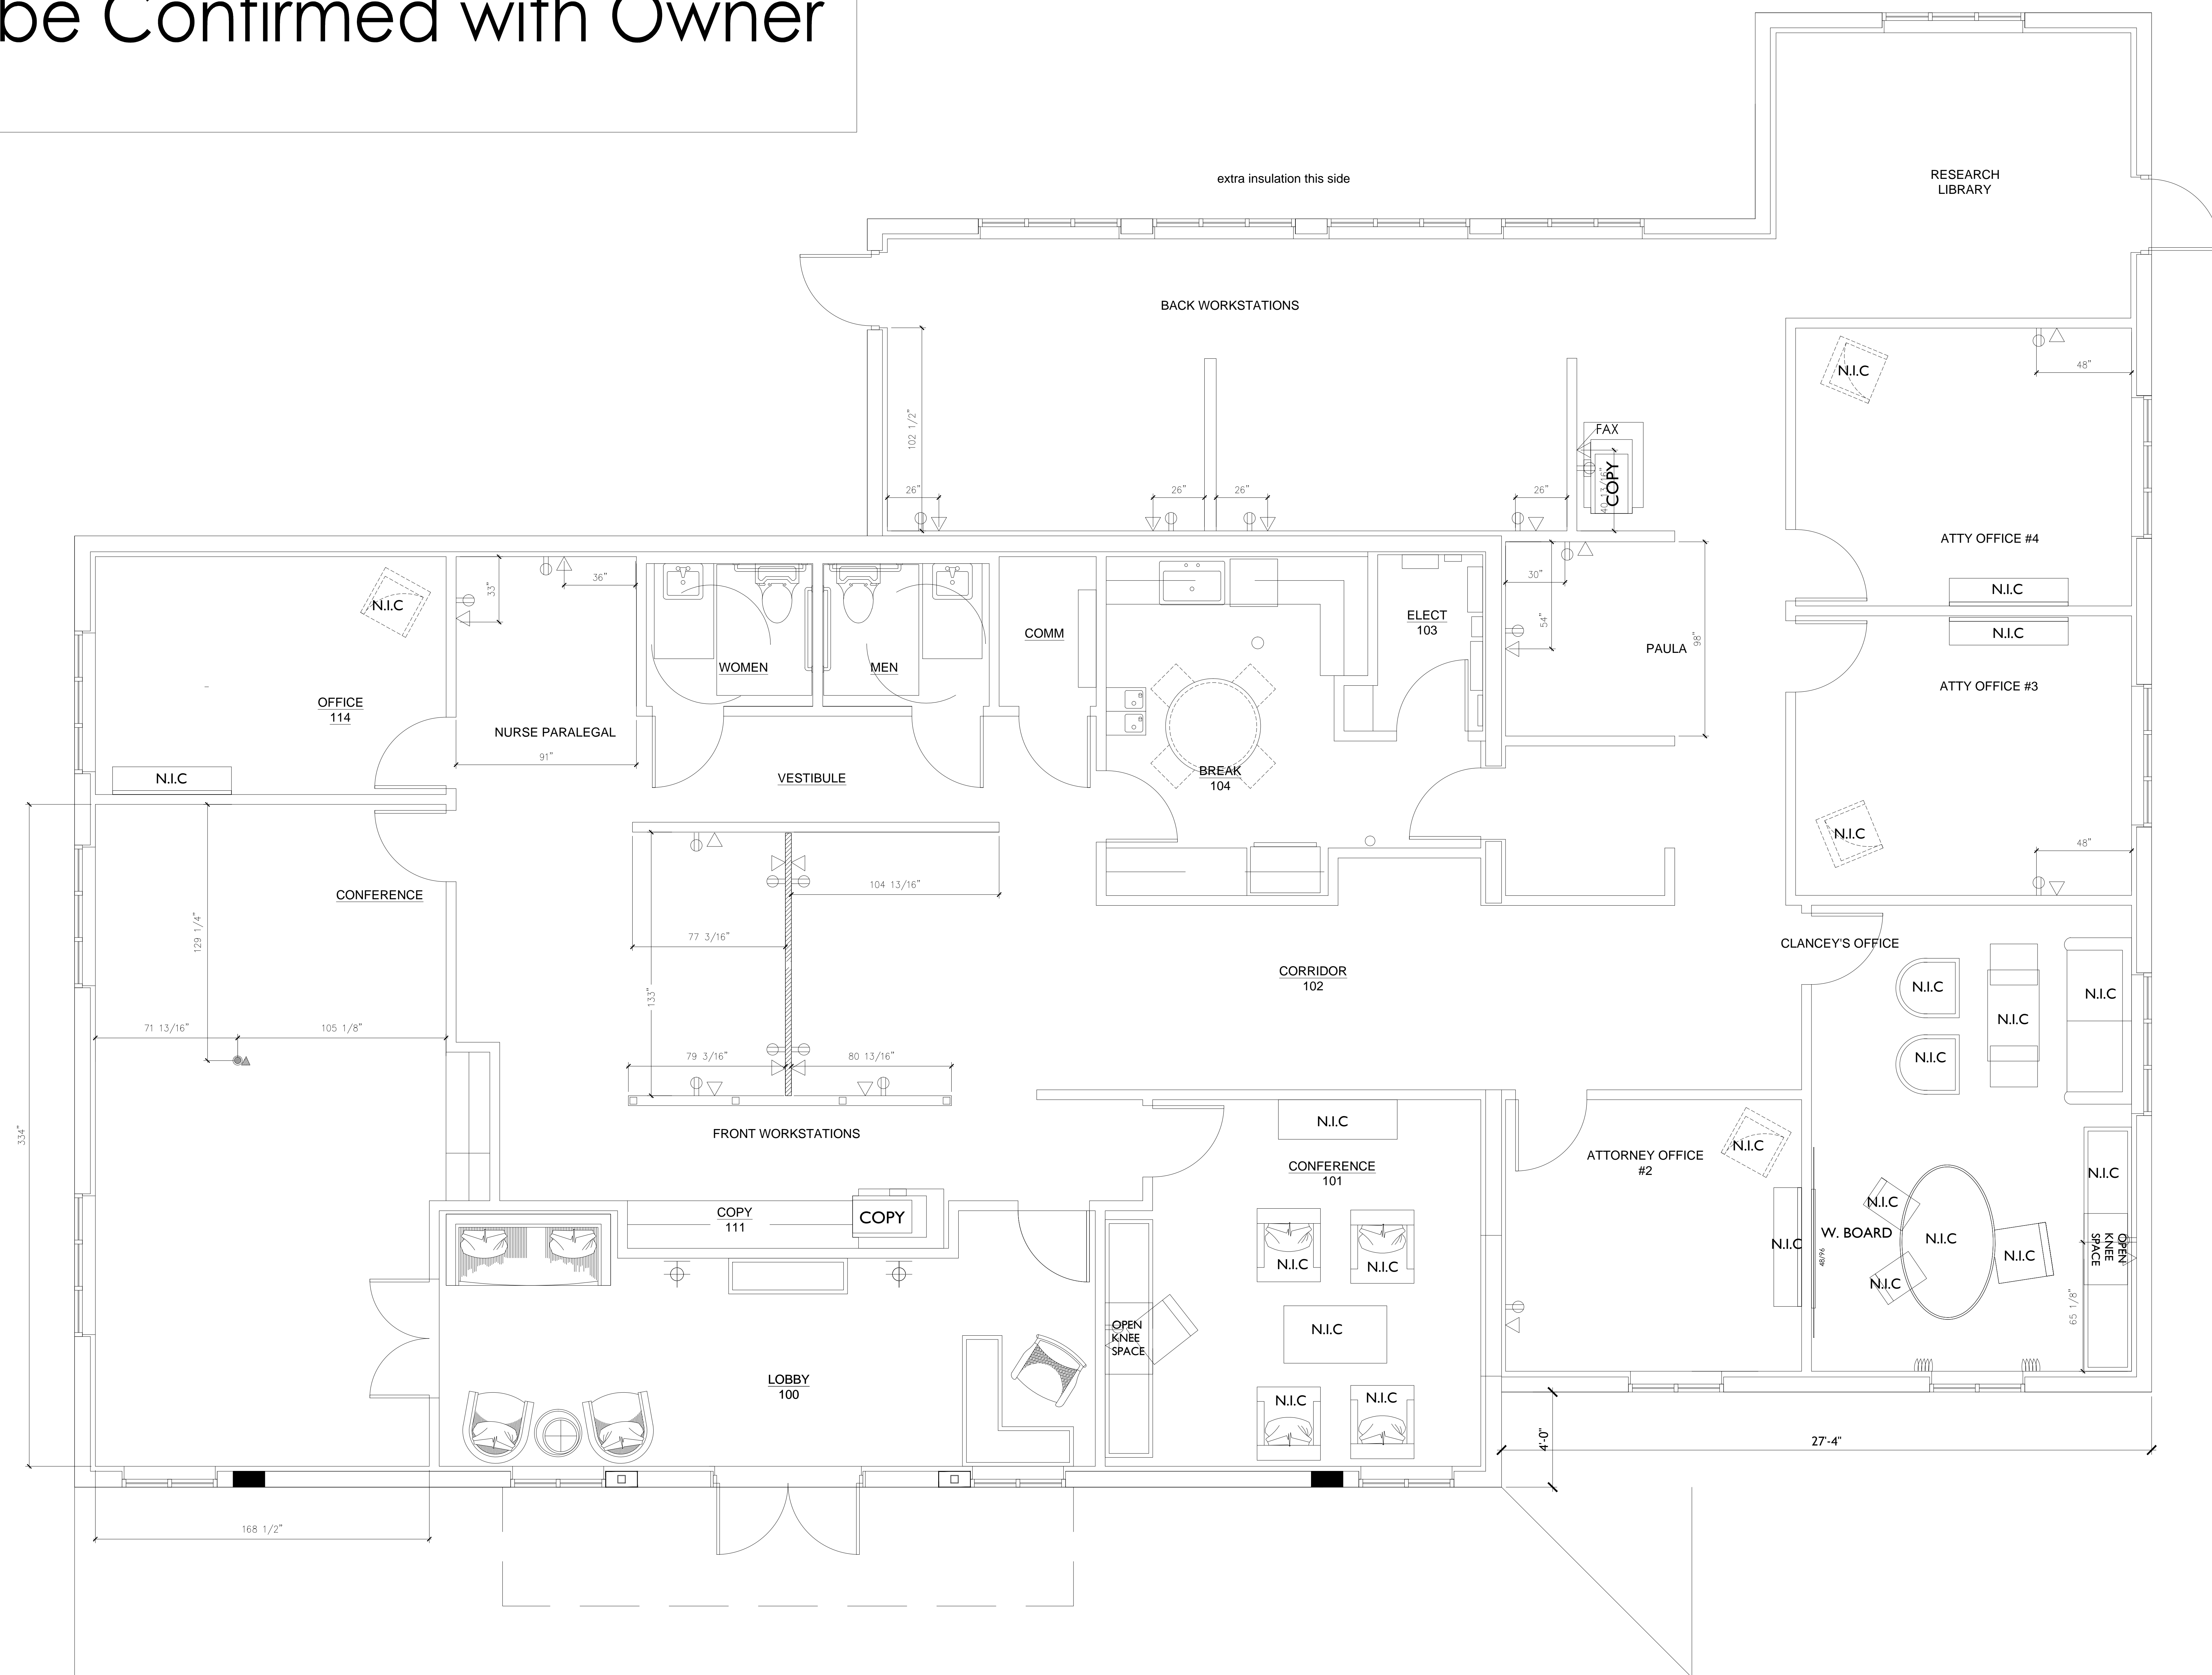 be Confirmed with Owner
extra insulation this side
RESEARCH
LIBRARY
BACK WORKSTATIONS
102 1/2"
26"
26"
26"
26"
FAX
COPY
40 13/16"
N.I.C
48"
ATTY OFFICE #4
N.I.C
N.I.C
ATTY OFFICE #3
N.I.C
48"
N.I.C
OFFICE
114
N.I.C
33"
36"
NURSE PARALEGAL
91"
WOMEN
MEN
VESTIBULE
COMM
BREAK
104
ELECT
103
30"
54"
98"
PAULA
CONFERENCE
129 1/4"
71 13/16"
105 1/8"
334"
168 1/2"
104 13/16"
77 3/16"
133"
79 3/16"
80 13/16"
FRONT WORKSTATIONS
CORRIDOR
102
COPY
111
COPY
LOBBY
100
OPEN
KNEE
SPACE
N.I.C
CONFERENCE
101
N.I.C
N.I.C
N.I.C
N.I.C
N.I.C
ATTORNEY OFFICE
#2
N.I.C
N.I.C
CLANCEY'S OFFICE
N.I.C
N.I.C
N.I.C
N.I.C
N.I.C
W. BOARD
48/96
N.I.C
N.I.C
N.I.C
N.I.C
OPEN
KNEE
SPACE
65 1/8"
4'-0"
27'-4"